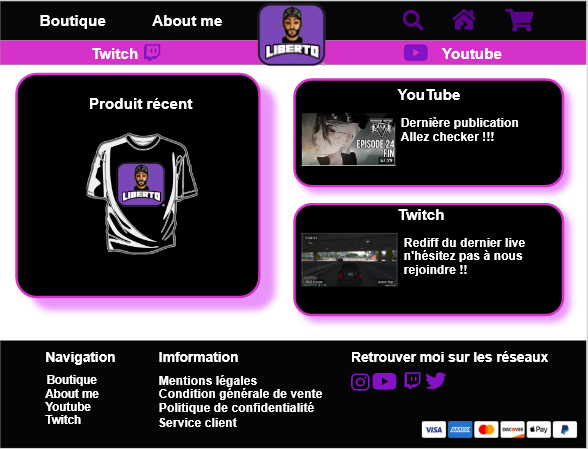 Boutique About me
LIBERTO
Twitch Youtube
Produit récent
LIBERTO
YouTube
EPISODE 24
FIN
Dernière publication
Allez checker !!!
Twitch
Rediff du dernier live
n'hésitez pas à nous
rejoindre !!
Navigation
Boutique
About me
Youtube
Twitch
Imformation
Mentions légales
Condition générale de vente
Politique de confidentialité
Service client
Retrouver moi sur les réseaux
VISA AMEX mastercard DISCOVER Pay